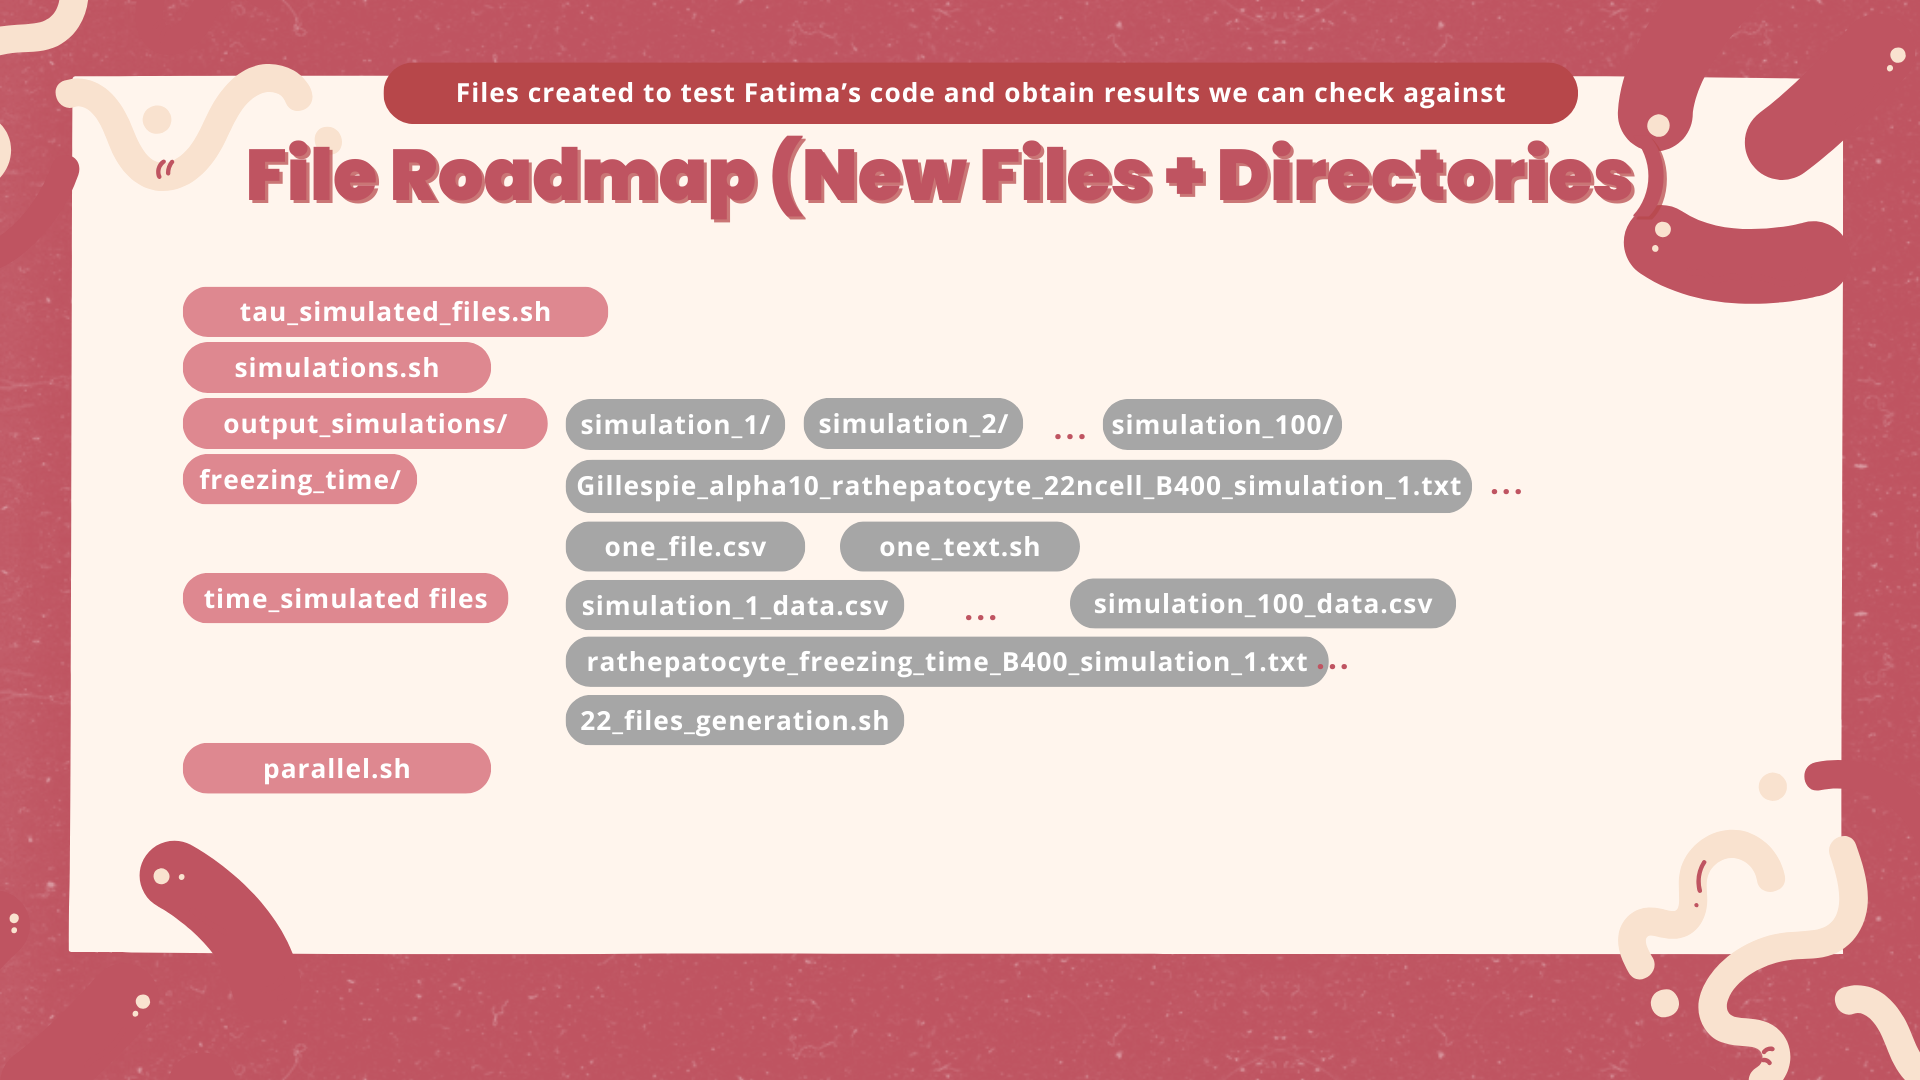 Files created to test Fatima’s code and obtain results we can check against
File Roadmap (New Files + Directories)
tau_simulated_files.sh
simulations.sh
output_simulations/ simulation_1/ simulation_2/ ... simulation_100/
freezing_time/ Gillespie_alpha10_rathepatocyte_22ncell_B400_simulation_1.txt ...
one_file.csv one_text.sh
time_simulated files simulation_1_data.csv ... simulation_100_data.csv
rathepatocyte_freezing_time_B400_simulation_1.txt ...
22_files_generation.sh
parallel.sh